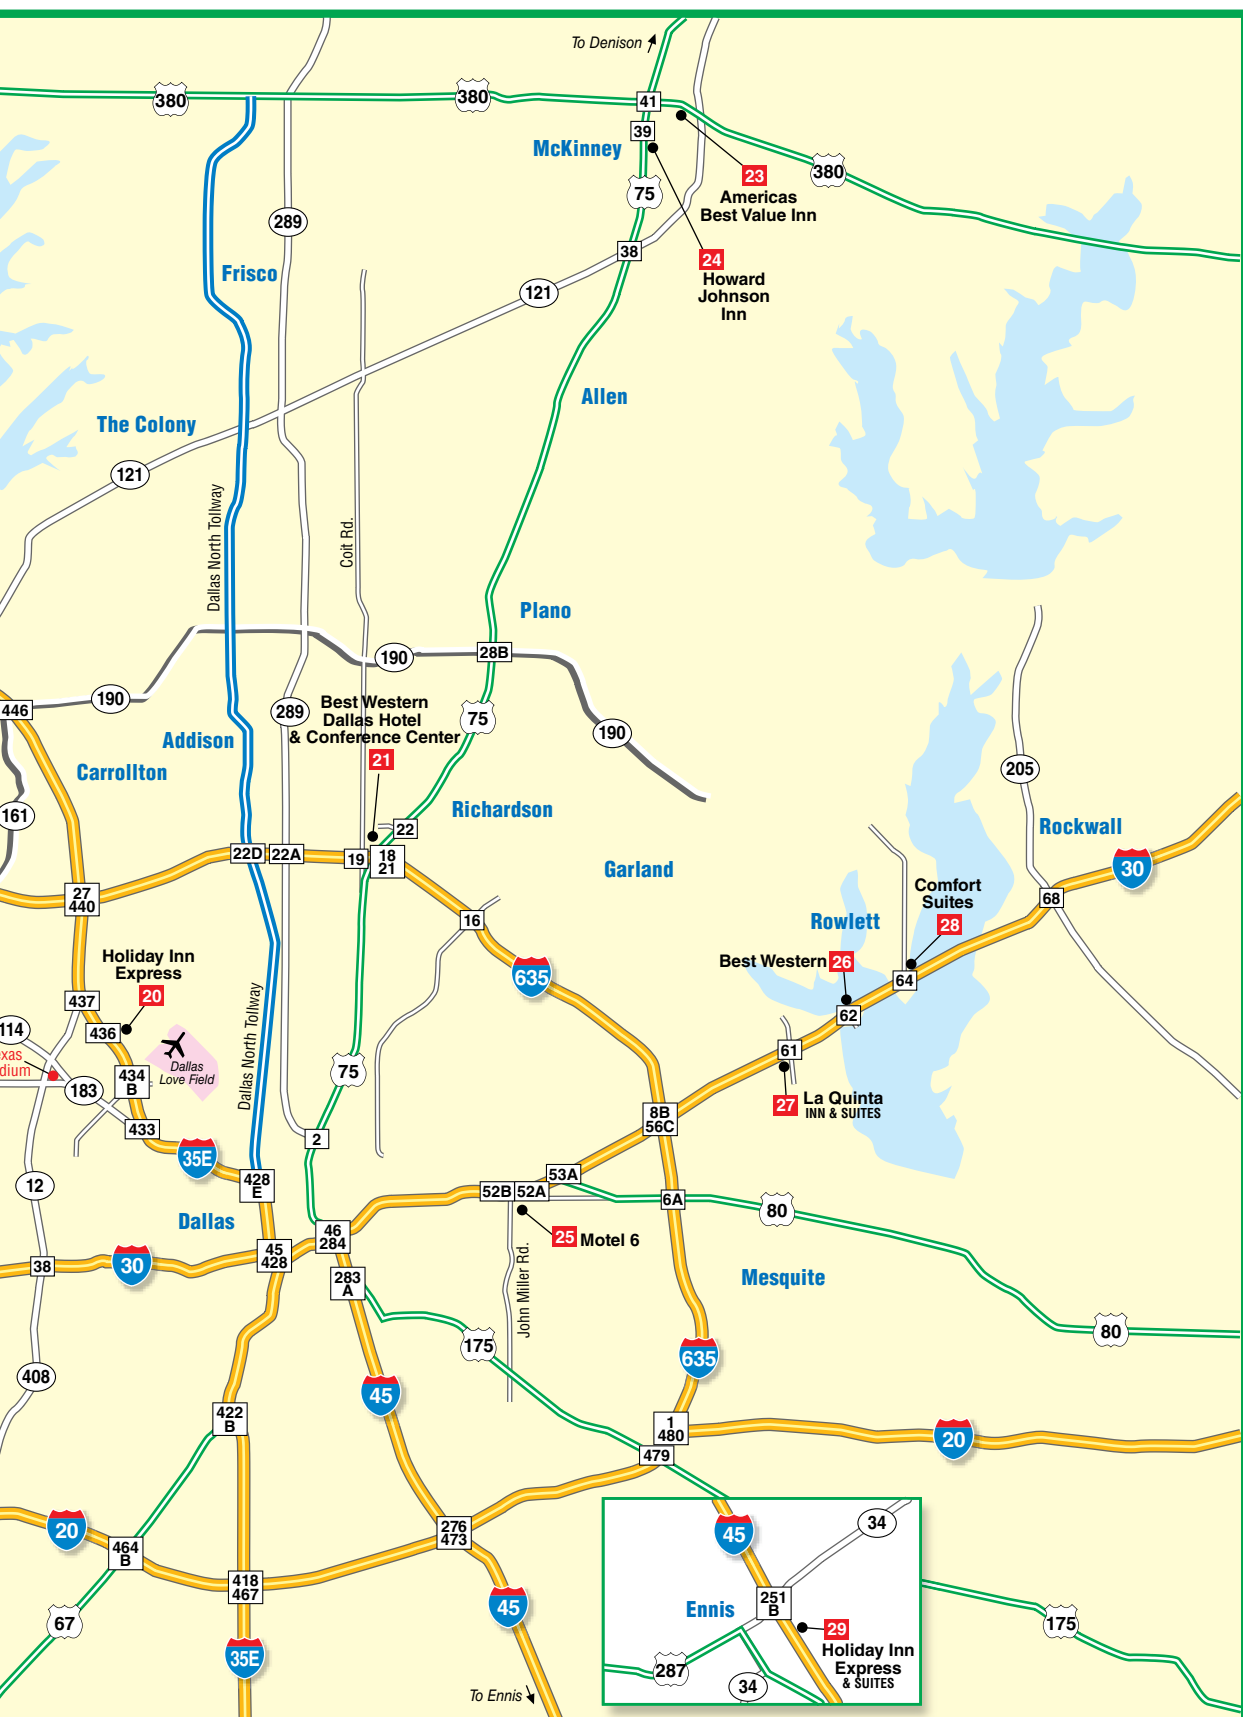 To Denison
380
380
41
39
McKinney
23
380
75
Americas
Best Value Inn
289
38
24
Frisco
Howard
Johnson
Inn
121
Allen
The Colony
121
Dallas North Tollway
Coit Rd.
Plano
28B
190
190
446
289
Best Western
Dallas Hotel
& Conference Center
75
190
Addison
21
Carrollton
205
161
Richardson
22
Rockwall
22D
22A
19
18
21
30
Garland
27
440
Comfort
Suites
68
16
Rowlett
28
Holiday Inn
Express
Best Western
26
635
64
20
437
62
114
436
61
xas
dium
Dallas
Love Field
Dallas North Tollway
75
434
B
183
27
La Quinta
INN & SUITES
8B
56C
433
2
35E
53A
12
428
E
52B
52A
6A
80
Dallas
46
284
25
Motel 6
45
428
38
30
283
A
John Miller Rd.
Mesquite
80
175
635
408
45
422
B
1
480
20
479
20
276
473
34
45
464
B
418
467
251
B
45
Ennis
67
29
175
Holiday Inn
Express
& SUITES
35E
287
34
To Ennis